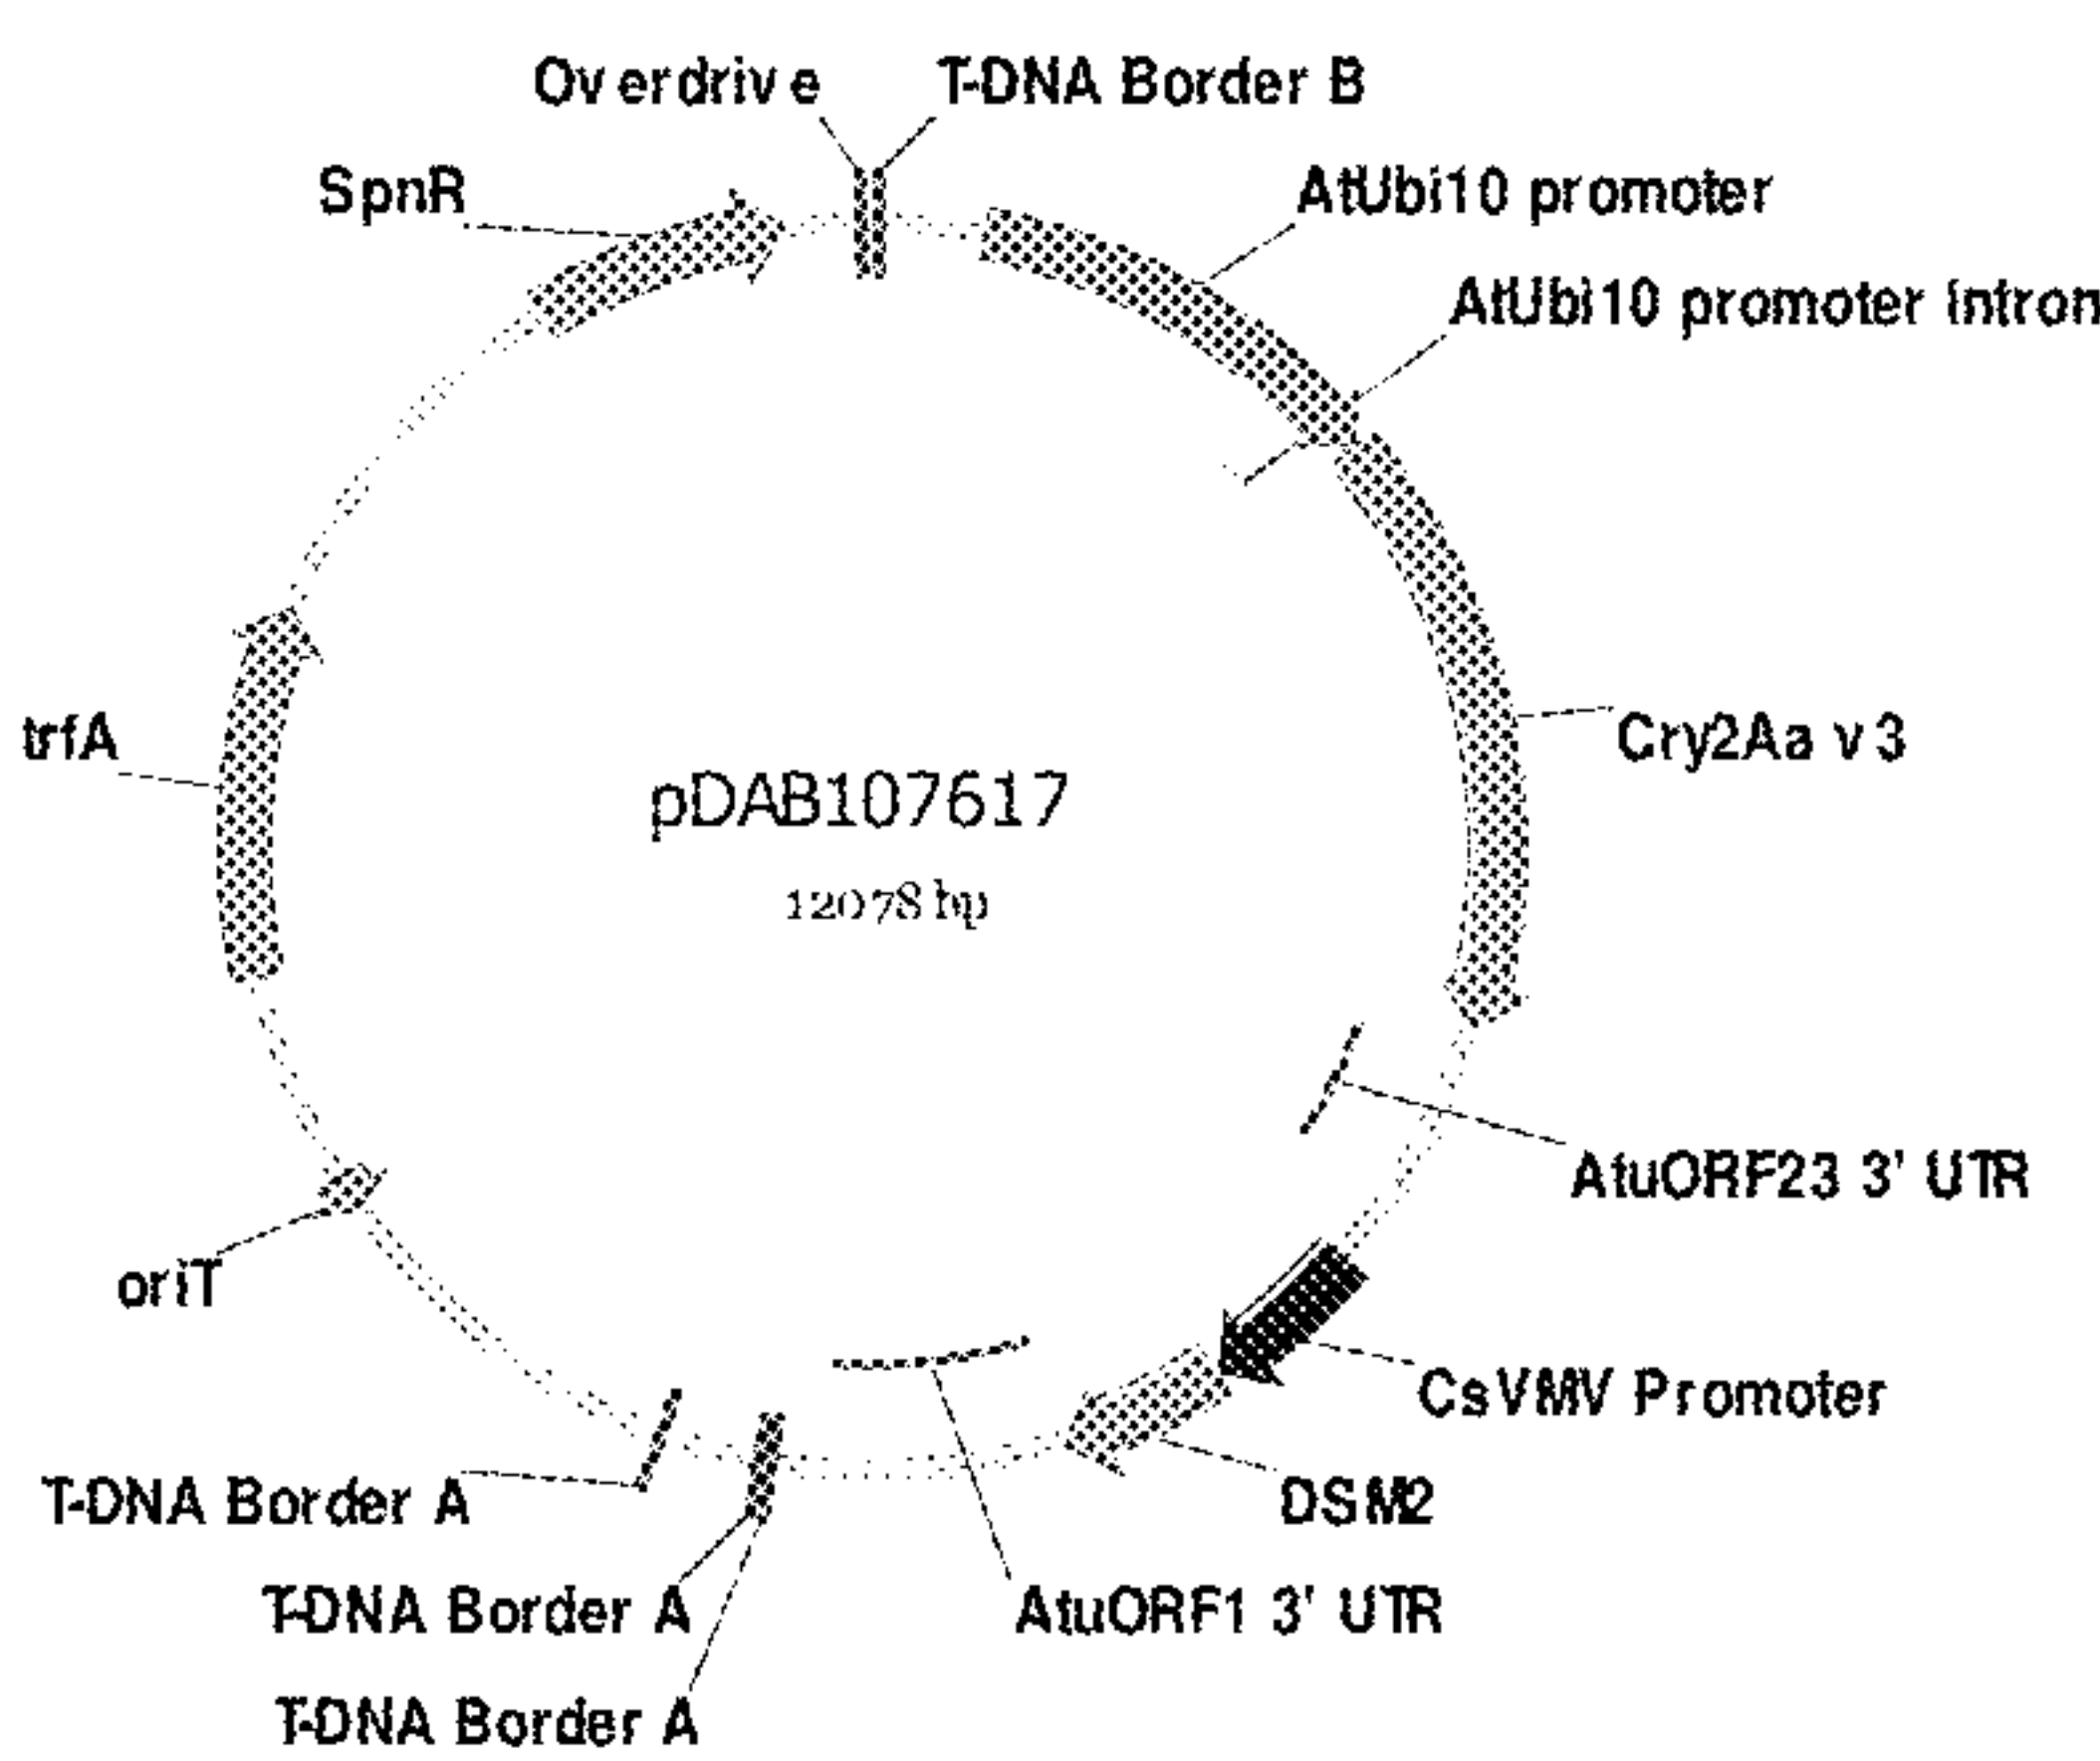 Overdrive
T-DNA Border B
SpnR
AtUbi10 promoter
AtUbi10 promoter intron
trfA
Cry2Aa v3
pDAB107617
12078 bp
AtuORF23 3' UTR
oriT
CsVMV Promoter
T-DNA Border A
DSM2
T-DNA Border A
AtuORF1 3' UTR
T-DNA Border A